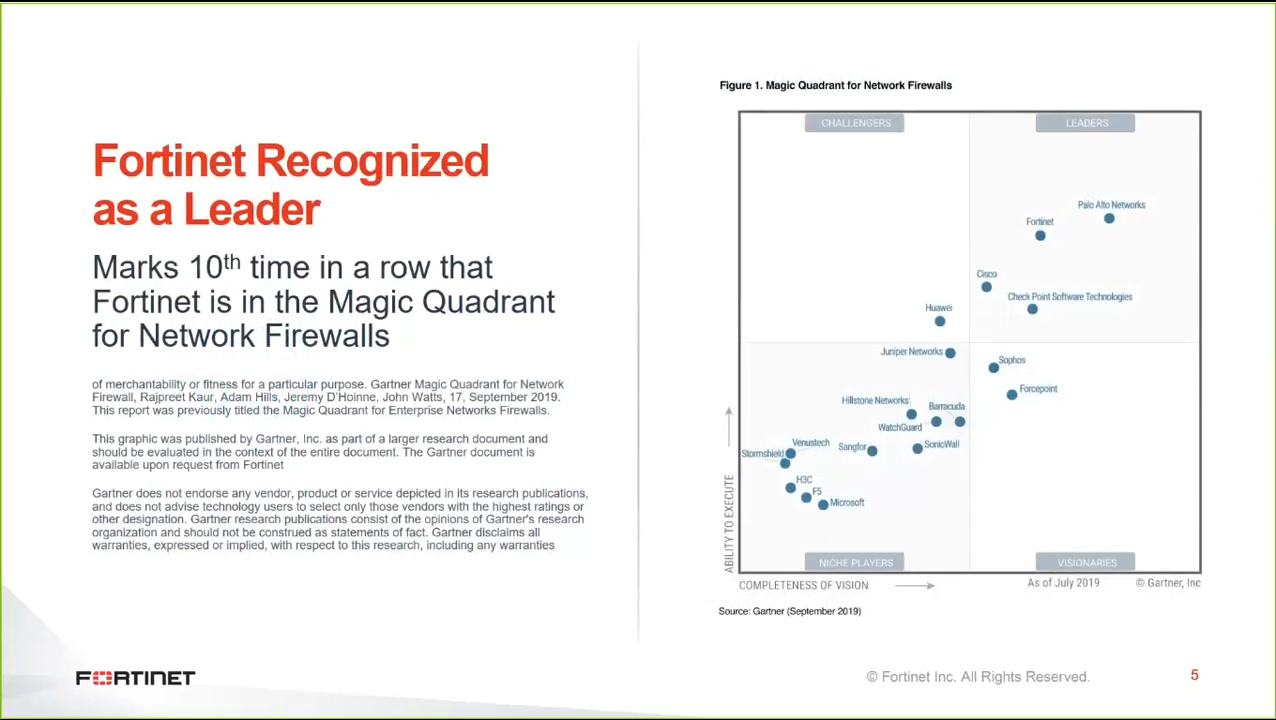 Fortinet Recognized
as a Leader
Marks 10th time in a row that
Fortinet is in the Magic Quadrant
for Network Firewalls
of merchantability or fitness for a particular purpose. Gartner Magic Quadrant for Network
Firewall, Rajpreet Kaur, Adam Hills, Jeremy D'Hoinne, John Watts, 17, September 2019.
This report was previously titled the Magic Quadrant for Enterprise Networks Firewalls.
This graphic was published by Gartner, Inc. as part of a larger research document and
should be evaluated in the context of the entire document. The Gartner document is
available upon request from Fortinet
Gartner does not endorse any vendor, product or service depicted in its research publications,
and does not advise technology users to select only those vendors with the highest ratings or
other designation. Gartner research publications consist of the opinions of Gartner's research
organization and should not be construed as statements of fact. Gartner disclaims all
warranties, expressed or implied, with respect to this research, including any warranties
Figure 1. Magic Quadrant for Network Firewalls
CHALLENGERS
LEADERS
Palo Alto Networks
Fortinet
Cisco
Check Point Software Technologies
Huawei
Juniper Networks
Sophos
Forcepoint
Hillstone Networks
Barracuda
WatchGuard
Venustech
Sangfor
SonicWall
Stormshield
H3C
F5
Microsoft
ABILITY TO EXECUTE
NICHE PLAYERS
VISIONARIES
COMPLETENESS OF VISION
As of July 2019
© Gartner, Inc
Source: Gartner (September 2019)
FORTINET
© Fortinet Inc. All Rights Reserved.
5